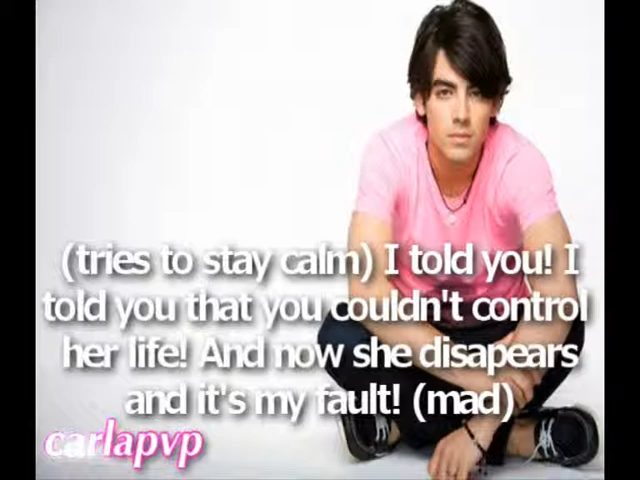 (tries to stay calm) I told you! I
told you that you couldn't control
her life! And now she disapears
and it's my fault! (mad)
carlapvp